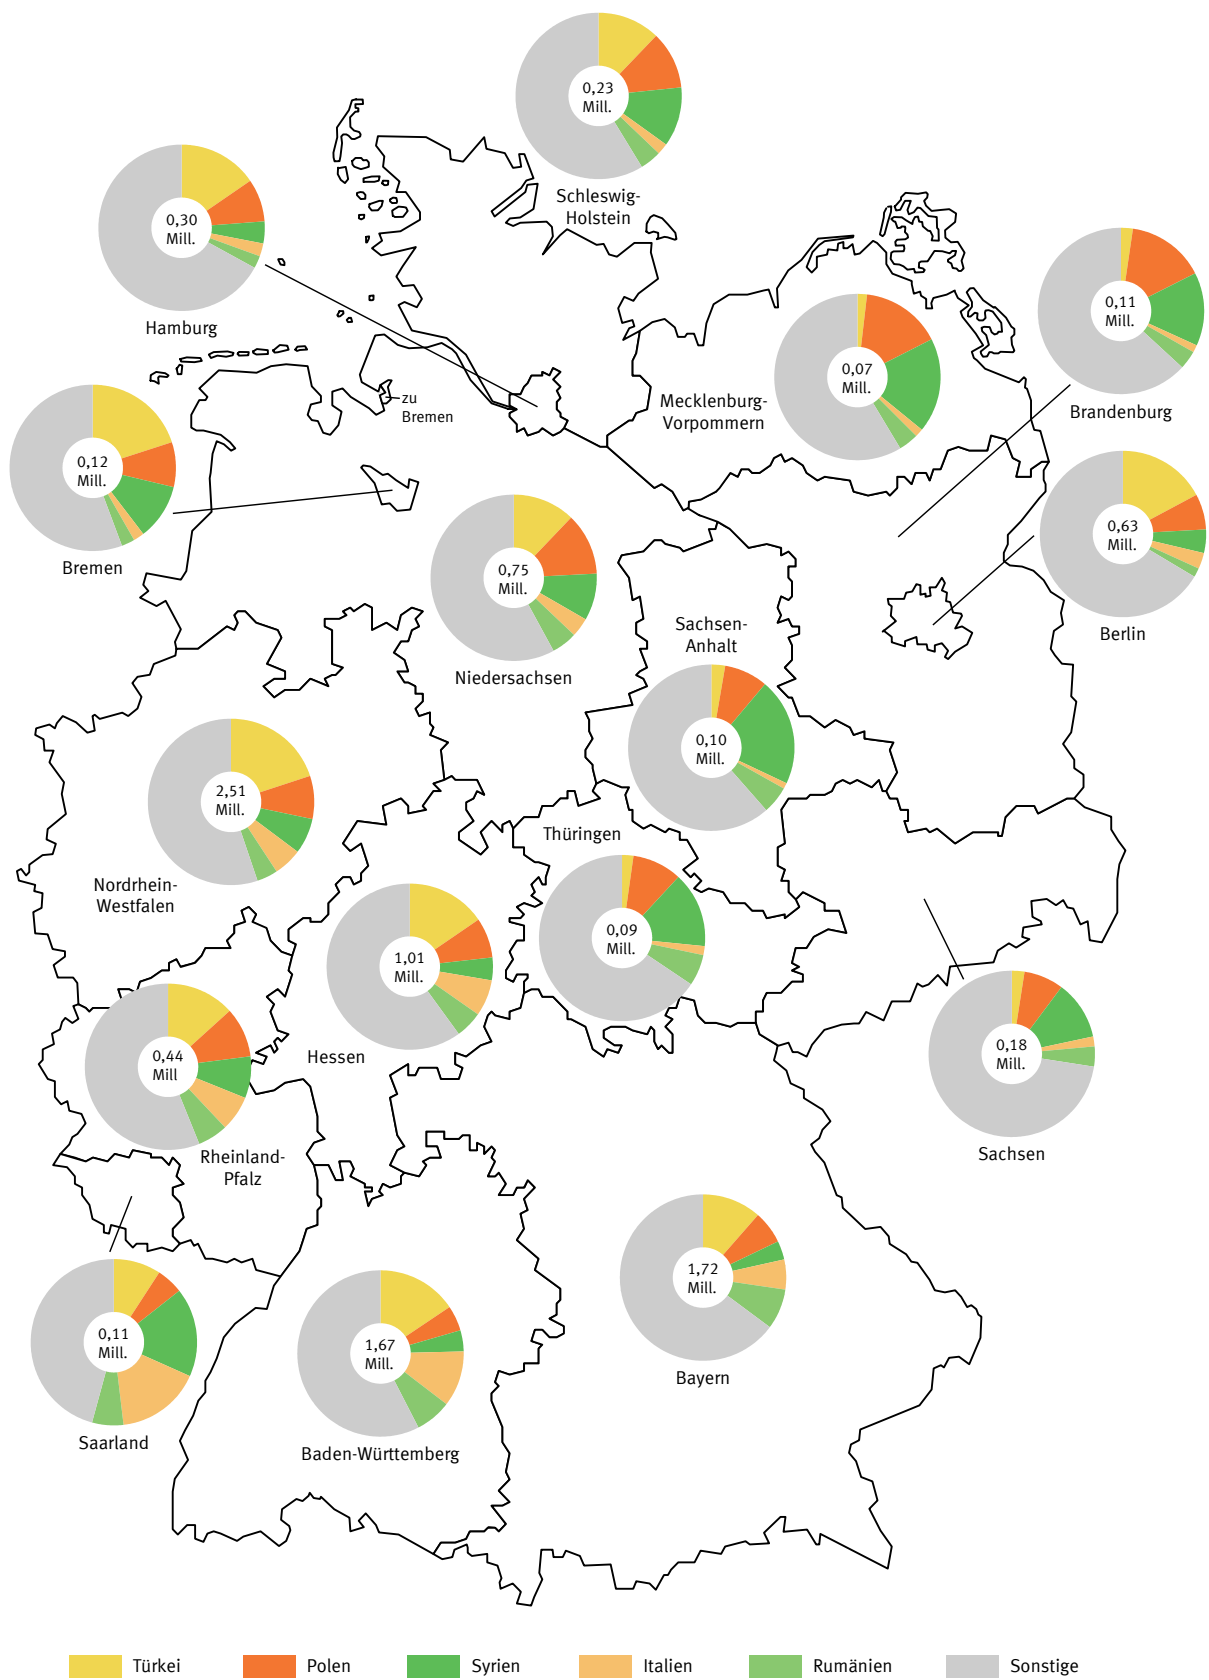 0,23
Mill.
Schleswig-
Holstein
0,30
Mill.
Hamburg
0,11
Mill.
Brandenburg
0,07
Mill.
Mecklenburg-
Vorpommern
zu
Bremen
0,12
Mill.
Bremen
0,63
Mill.
Berlin
0,75
Mill.
Niedersachsen
Sachsen-
Anhalt
0,10
Mill.
2,51
Mill.
Nordrhein-
Westfalen
Thüringen
0,09
Mill.
1,01
Mill.
Hessen
0,44
Mill
Rheinland-
Pfalz
0,18
Mill.
Sachsen
0,11
Mill.
Saarland
1,67
Mill.
Baden-Württemberg
1,72
Mill.
Bayern
Türkei Polen Syrien Italien Rumänien Sonstige